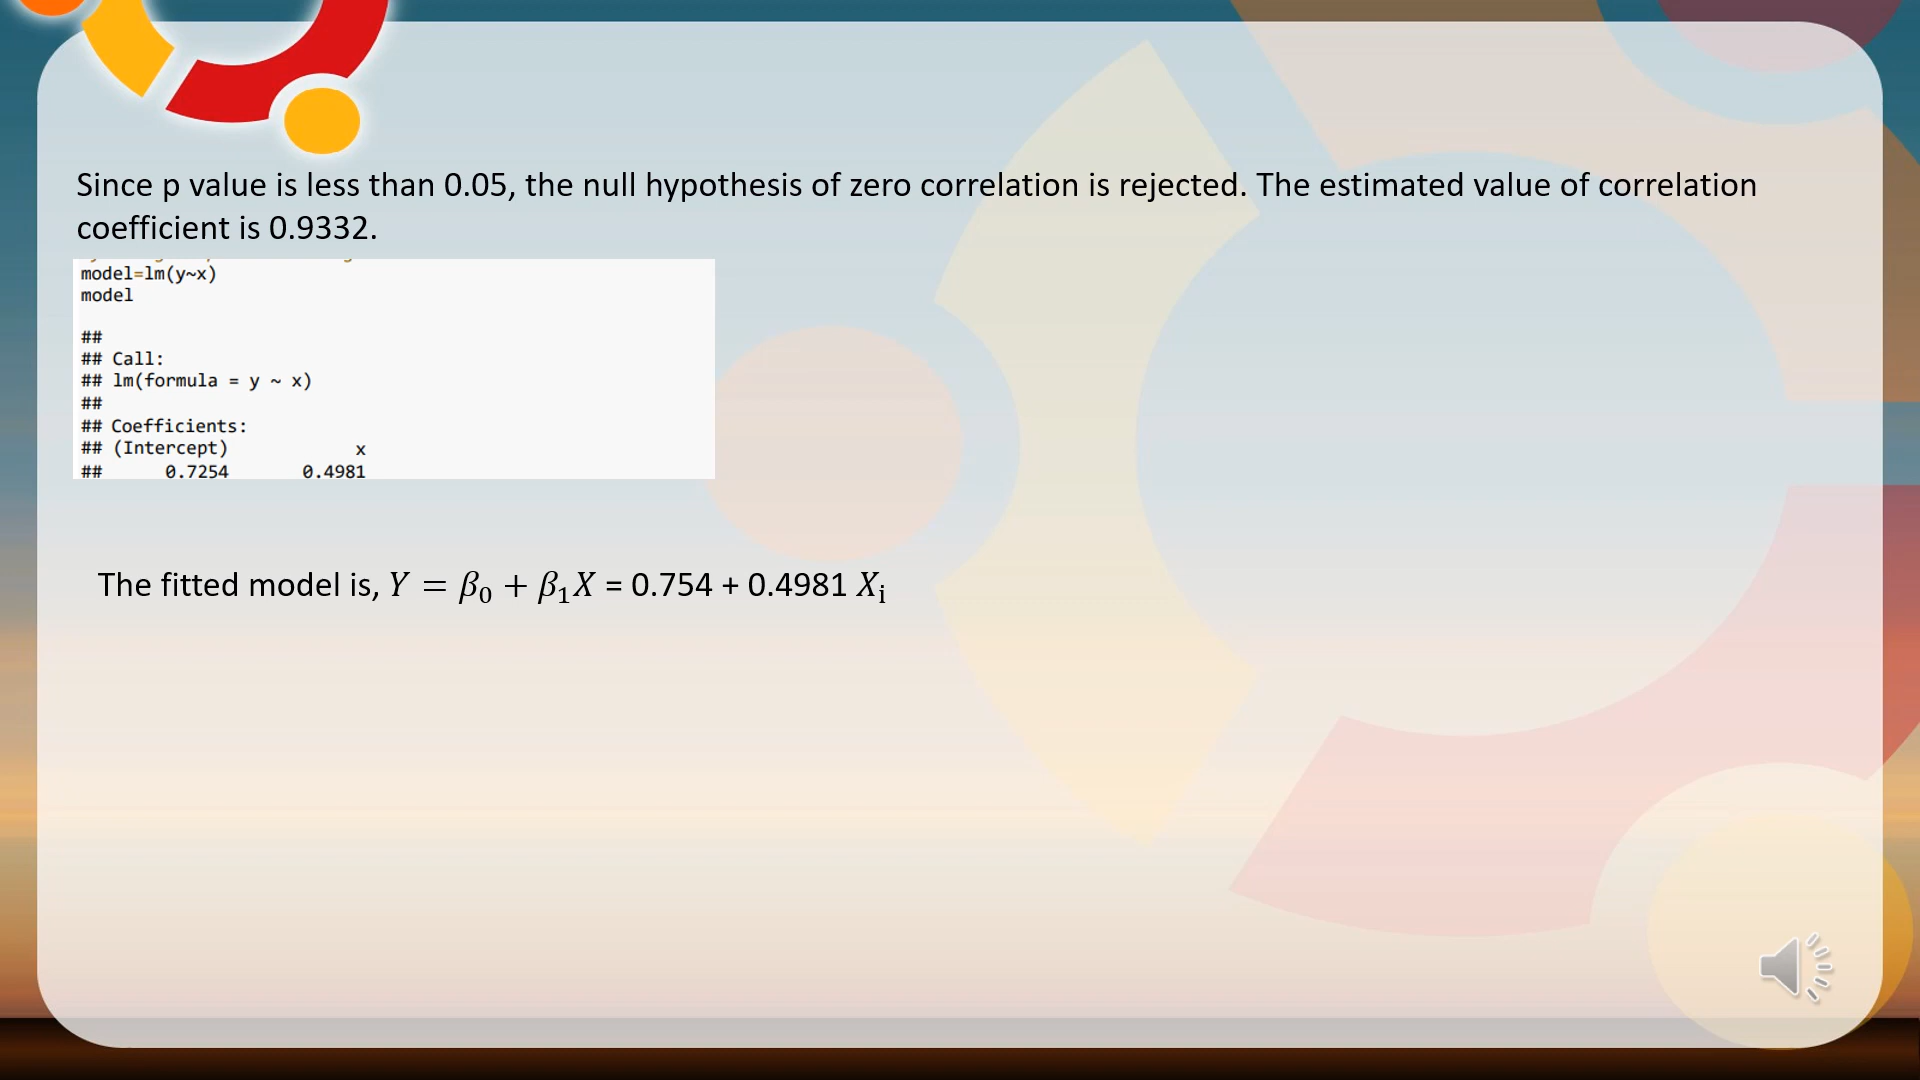 Since p value is less than 0.05, the null hypothesis of zero correlation is rejected. The estimated value of correlation
coefficient is 0.9332.
model=lm(y~x)
model
##
## Call:
## lm(formula = y ~ x)
##
## Coefficients:
## (Intercept) x
## 0.7254 0.4981
The fitted model is, 𝑌 = 𝛽₀ + 𝛽₁𝑋 = 0.754 + 0.4981 𝑋ᵢ